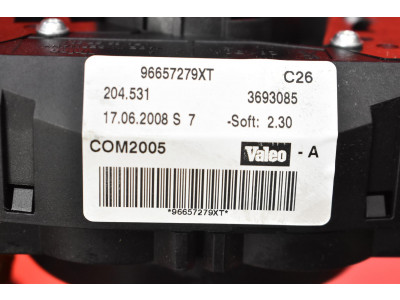 96657279XT C26
204.531 3693085
17.06.2008 S 7 -Soft: 2.30
COM2005 Valeo - A
*96657279XT*